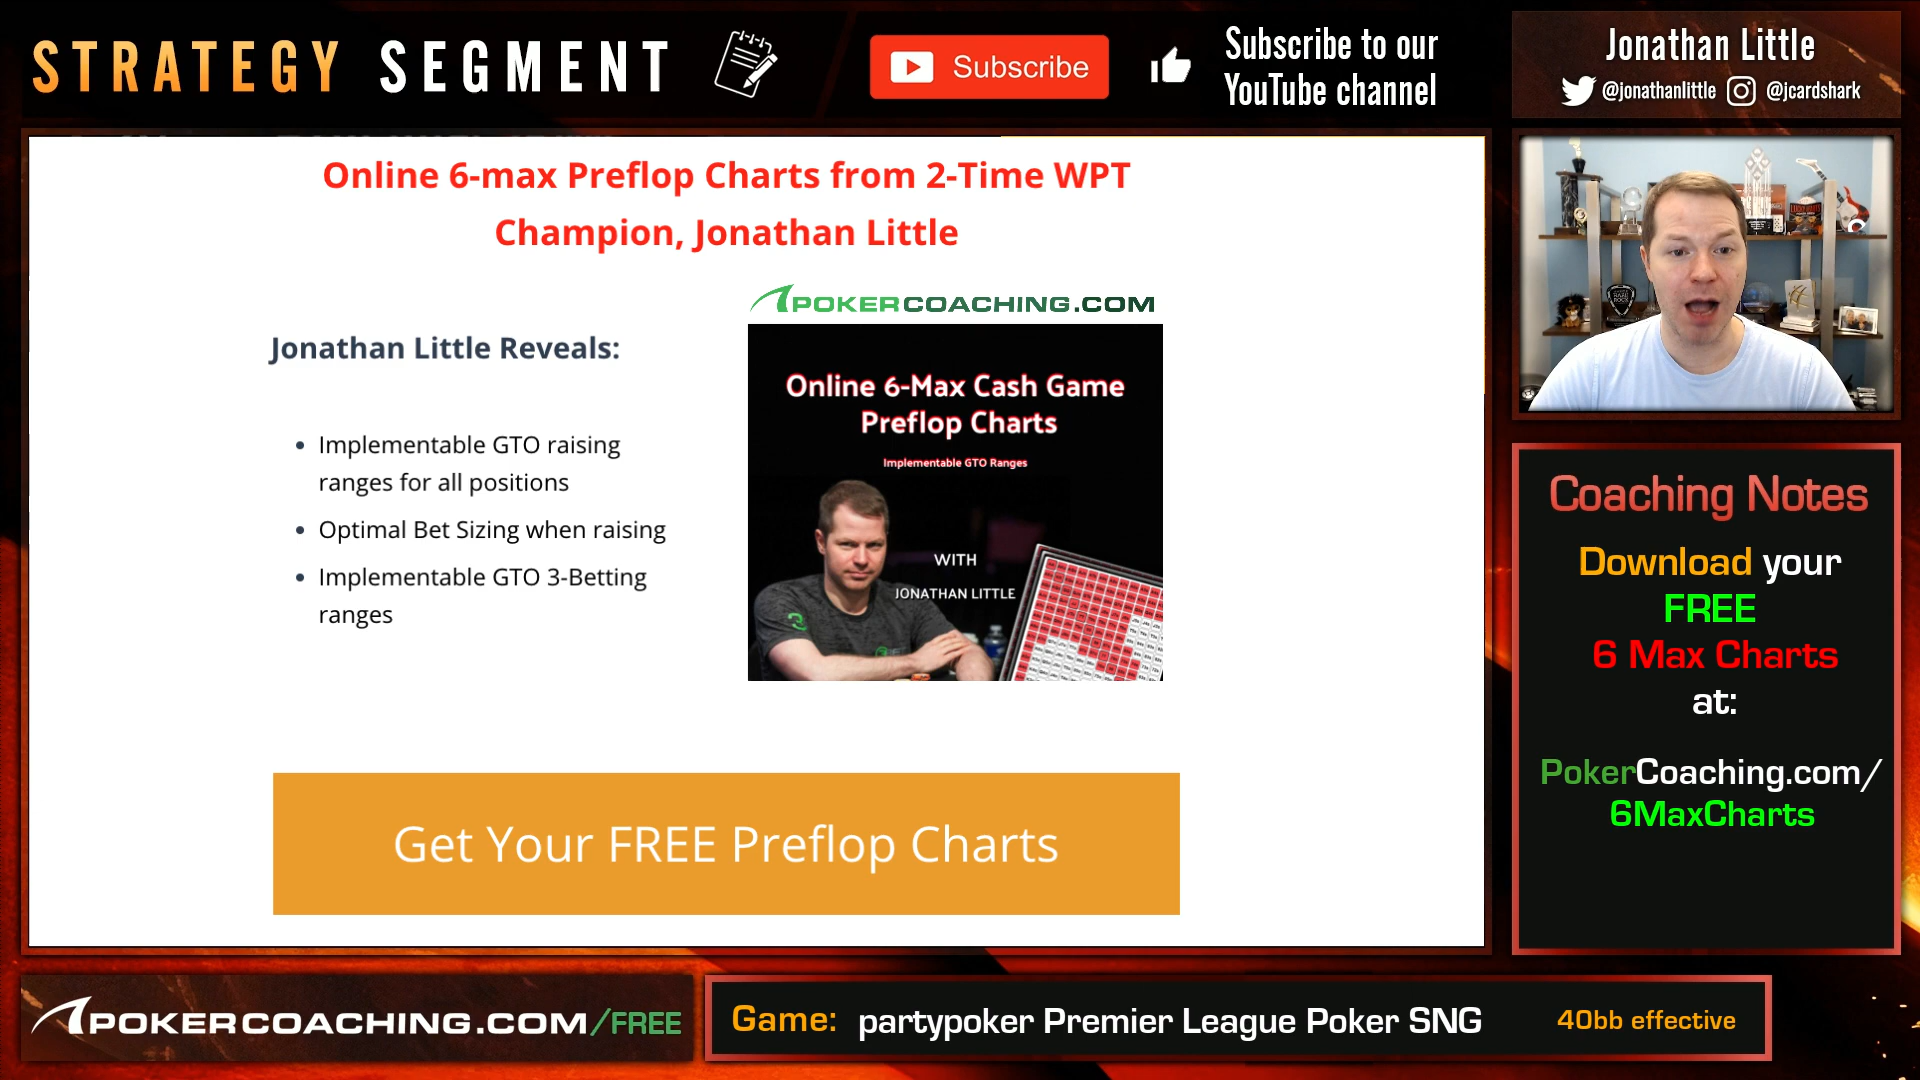 STRATEGY SEGMENT
Subscribe
Subscribe to our
YouTube channel
Jonathan Little
@jonathanlittle @jcardshark
Online 6-max Preflop Charts from 2-Time WPT
Champion, Jonathan Little
POKERCOACHING.COM
Jonathan Little Reveals:
Implementable GTO raising
ranges for all positions
Optimal Bet Sizing when raising
Implementable GTO 3-Betting
ranges
Online 6-Max Cash Game
Preflop Charts
Implementable GTO Ranges
WITH
JONATHAN LITTLE
Get Your FREE Preflop Charts
Coaching Notes
Download your
FREE
6 Max Charts
at:
PokerCoaching.com/
6MaxCharts
POKERCOACHING.COM/FREE
Game: partypoker Premier League Poker SNG 40bb effective